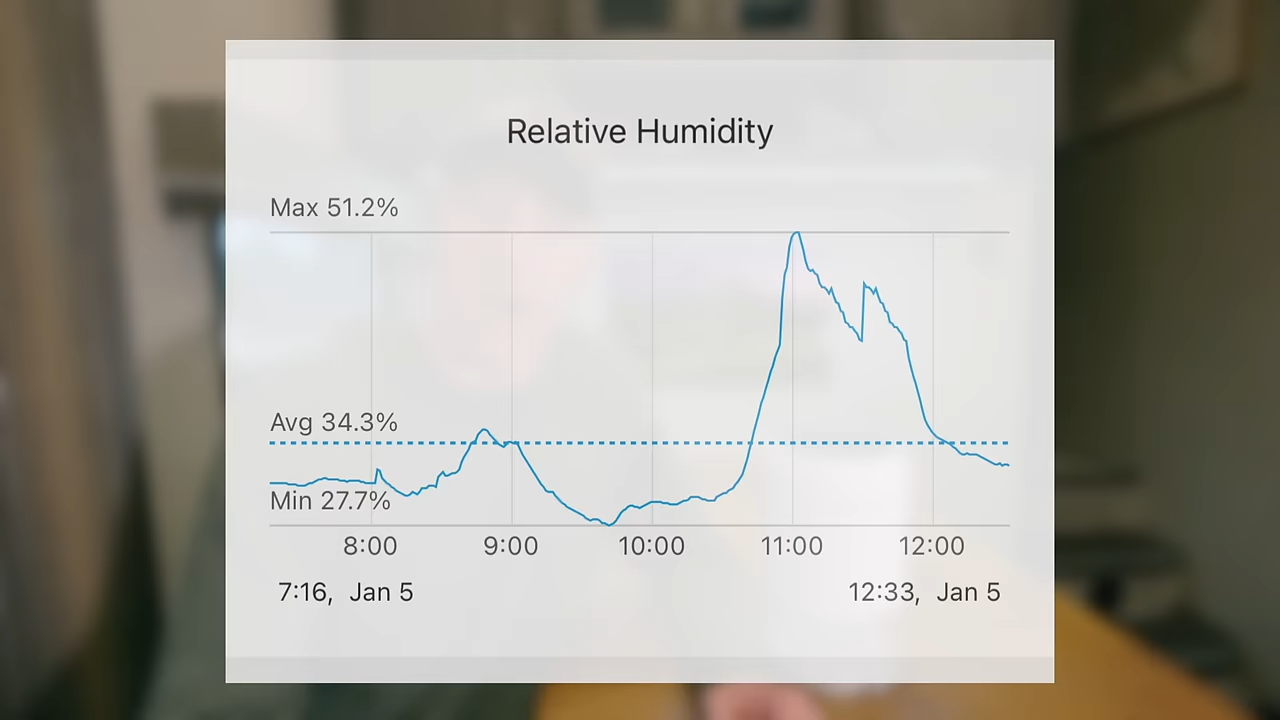 Relative Humidity
Max 51.2%
Avg 34.3%
Min 27.7%
8:00 9:00 10:00 11:00 12:00
7:16, Jan 5 12:33, Jan 5